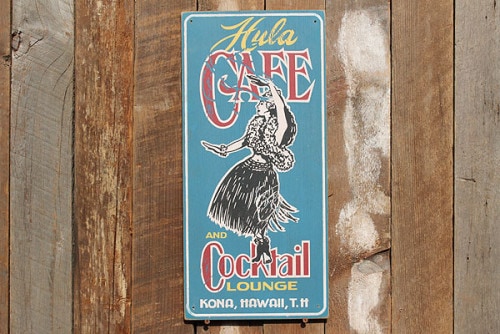 Hula
CAFE
AND
Cocktail
LOUNGE
KONA, HAWAII, T.H